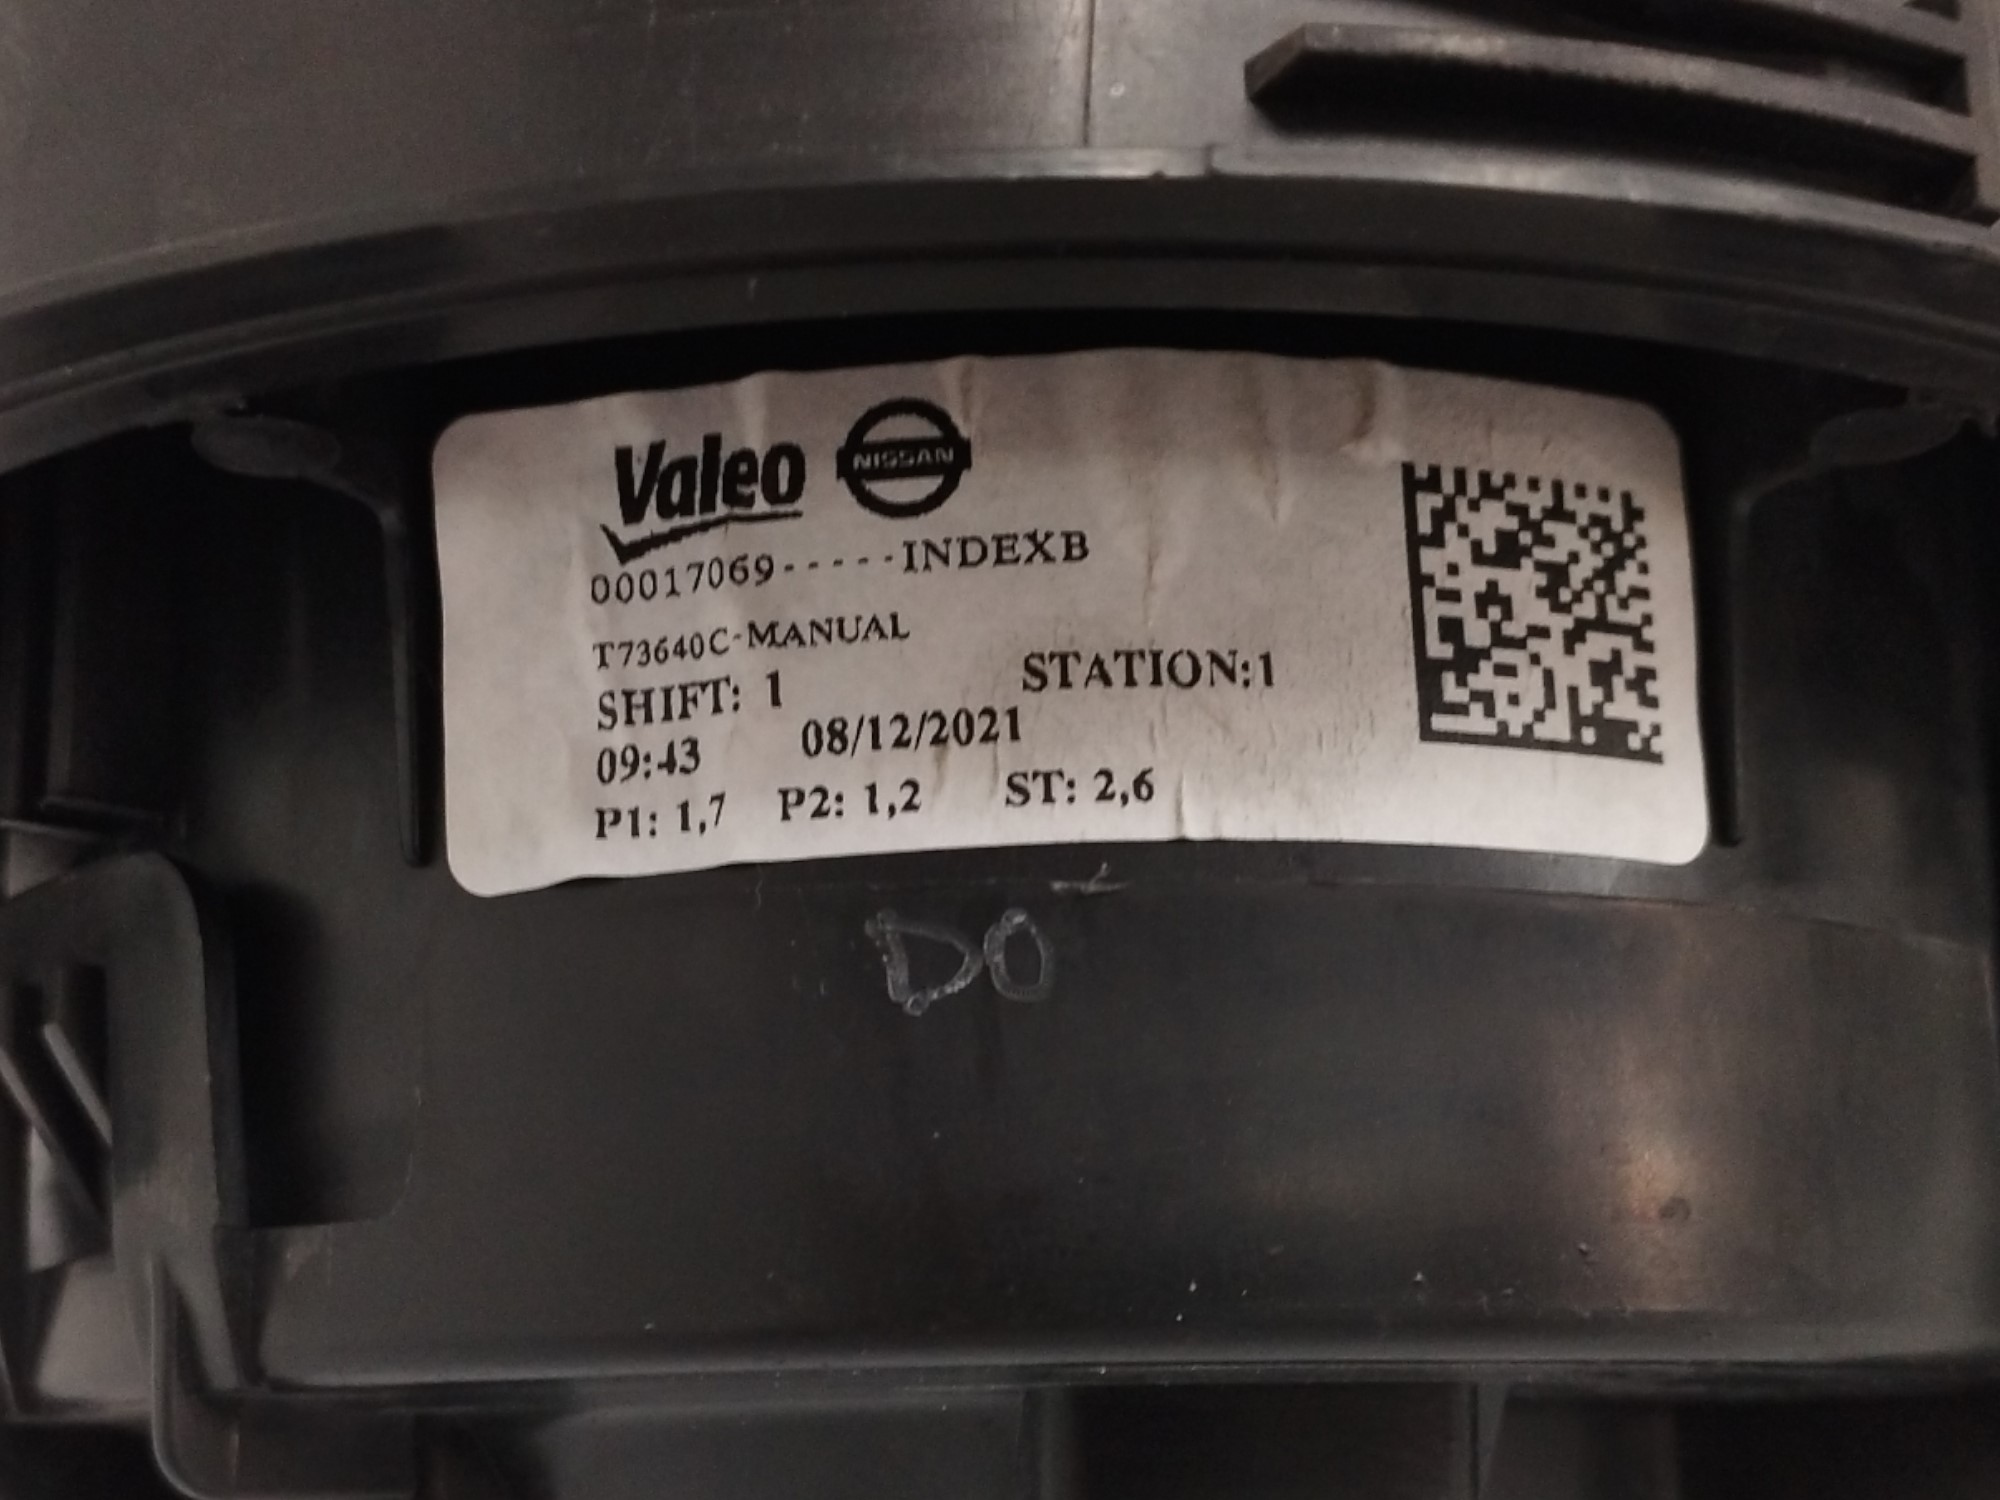 Valeo NISSAN
00017069-----INDEXB
T73640C-MANUAL
SHIFT: 1 STATION:1
09:43 08/12/2021
P1: 1,7 P2: 1,2 ST: 2,6
DO